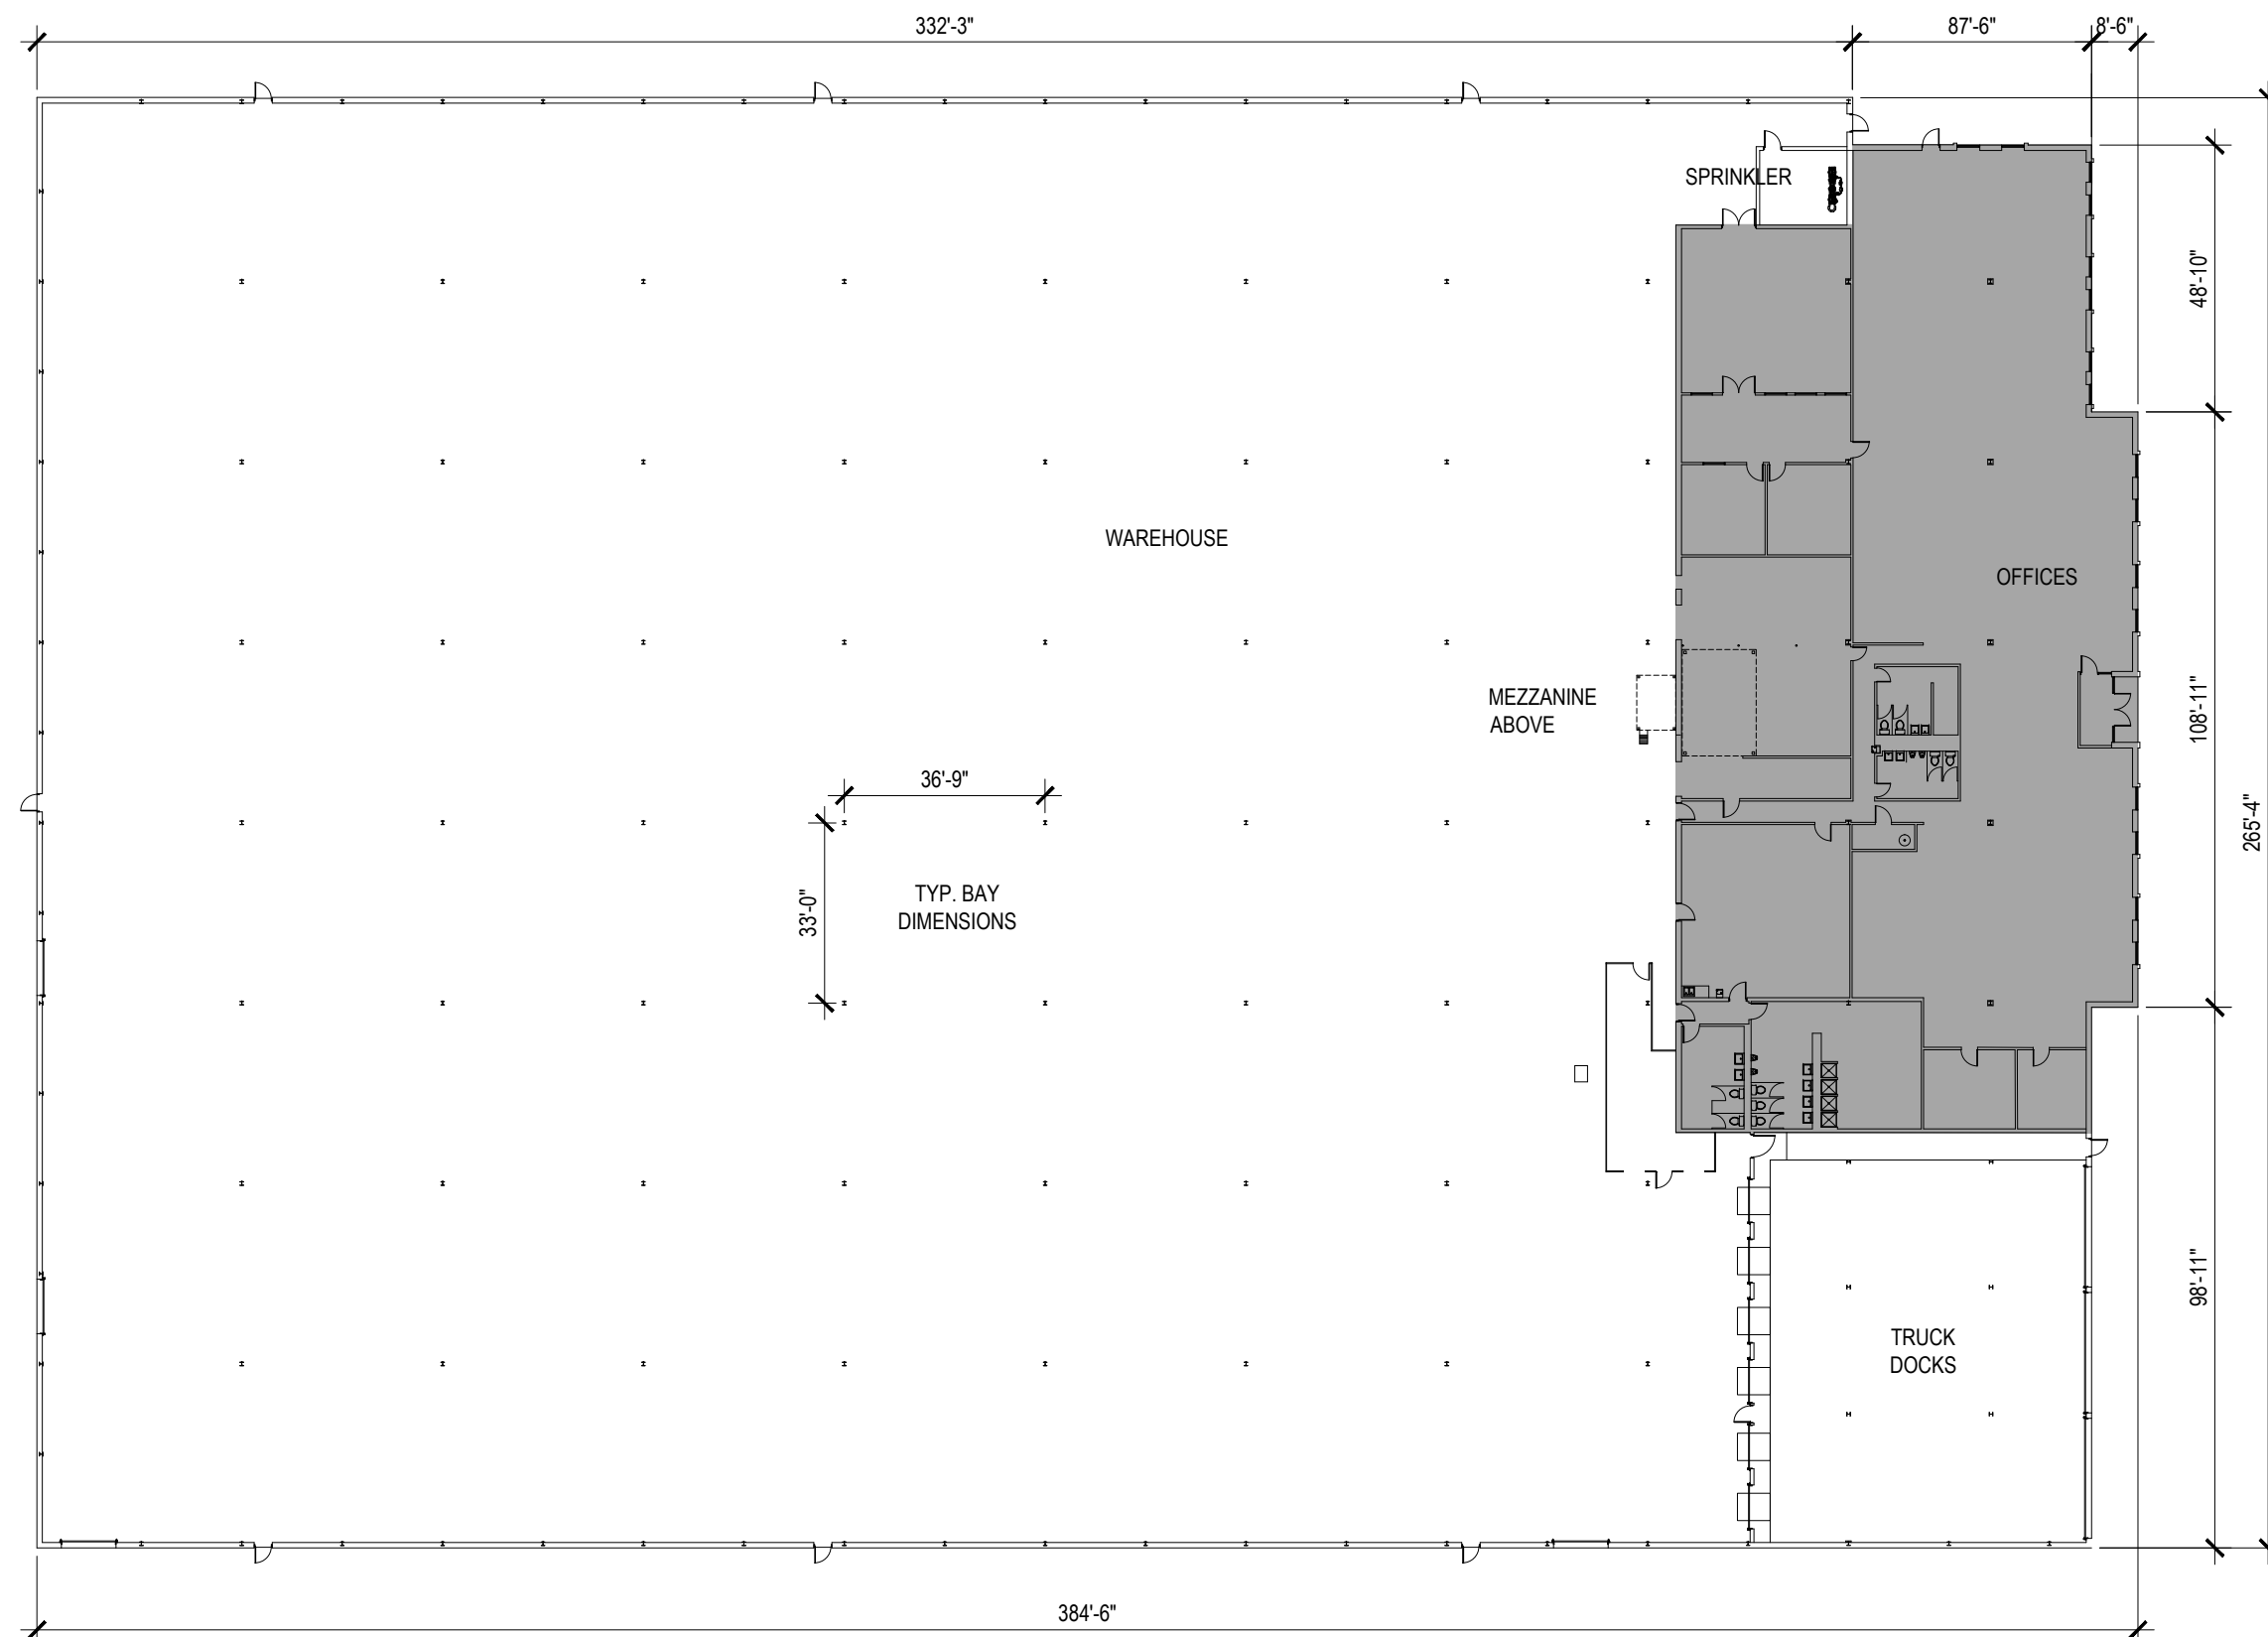 332'-3"
87'-6"
8'-6"
SPRINKLER
48'-10"
WAREHOUSE
OFFICES
MEZZANINE
ABOVE
108'-11"
36'-9"
265'-4"
33'-0"
TYP. BAY
DIMENSIONS
98'-11"
TRUCK
DOCKS
384'-6"